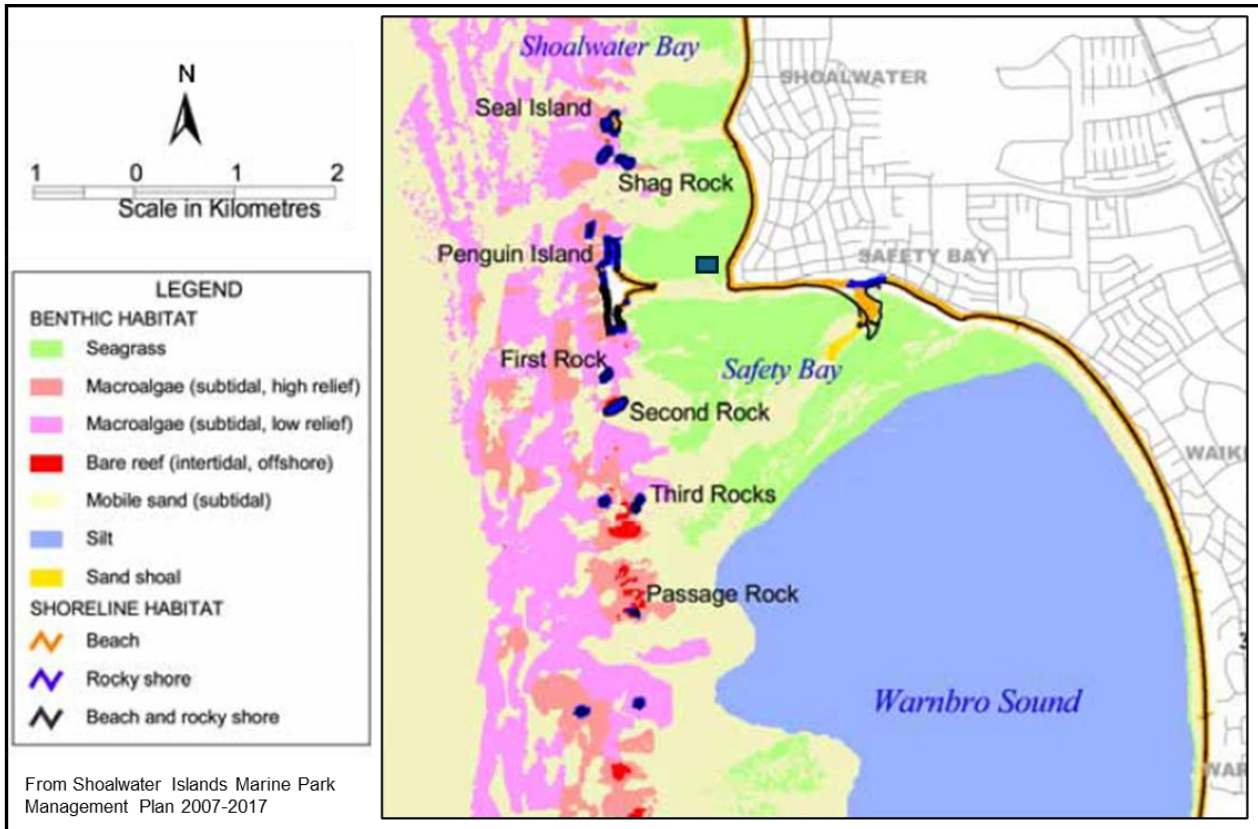 N
1 0 1 2
Scale in Kilometres
LEGEND
BENTHIC HABITAT
Seagrass
Macroalgae (subtidal, high relief)
Macroalgae (subtidal, low relief)
Bare reef (intertidal, offshore)
Mobile sand (subtidal)
Silt
Sand shoal
SHORELINE HABITAT
Beach
Rocky shore
Beach and rocky shore
From Shoalwater Islands Marine Park
Management Plan 2007-2017
Shoalwater Bay
SHOALWATER
Seal Island
Shag Rock
Penguin Island
SAFETY BAY
First Rock
Safety Bay
Second Rock
WAIKI
Third Rocks
Passage Rock
Warnbro Sound
WAR